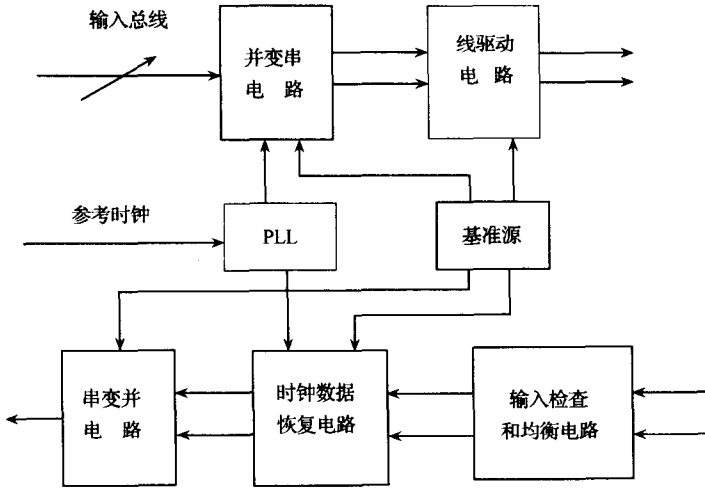 输入总线
并变串
电 路
线驱动
电 路
参考时钟
PLL
基准源
串变并
电 路
时钟数据
恢复电路
输入检查
和均衡电路